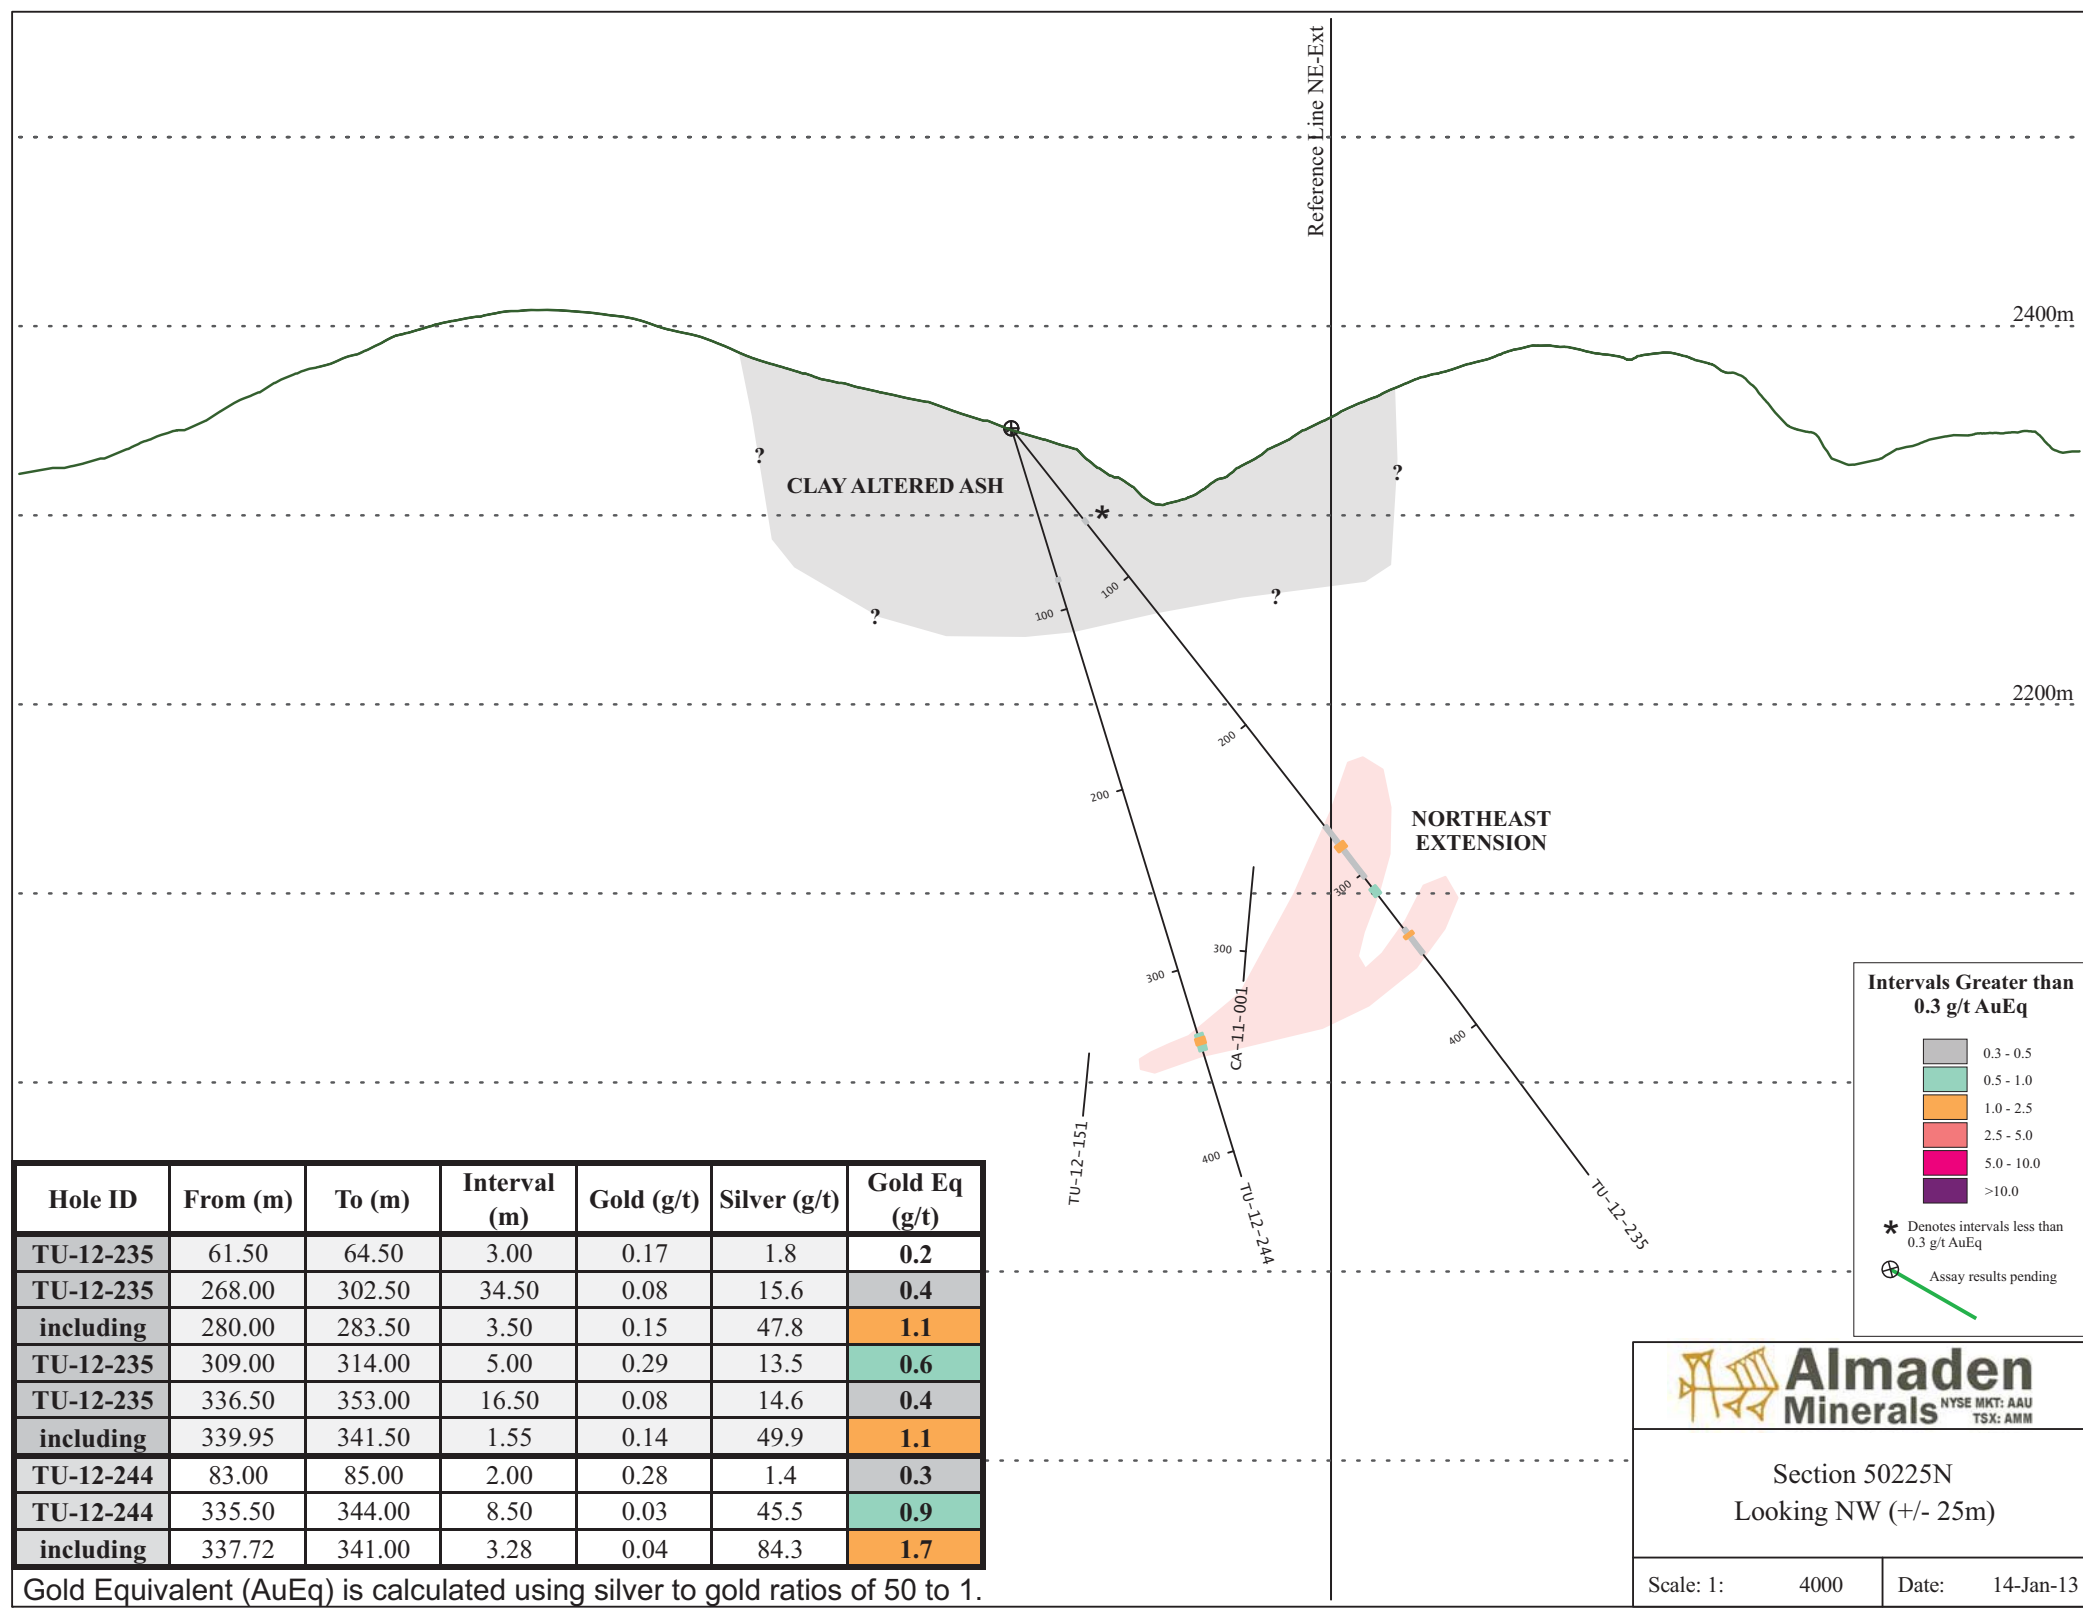 Reference Line NE-Ext
2400m
?
CLAY ALTERED ASH
?
*
100
100
?
?
2200m
200
200
NORTHEAST
EXTENSION
300
300
300
CA-11-001
400
TU-12-151
400
TU-12-244
TU-12-235
Intervals Greater than
0.3 g/t AuEq
0.3 - 0.5
0.5 - 1.0
1.0 - 2.5
2.5 - 5.0
5.0 - 10.0
>10.0
* Denotes intervals less than
0.3 g/t AuEq
Assay results pending
Hole ID From (m) To (m) Interval (m) Gold (g/t) Silver (g/t) Gold Eq (g/t)
TU-12-235 61.50 64.50 3.00 0.17 1.8 0.2
TU-12-235 268.00 302.50 34.50 0.08 15.6 0.4
including 280.00 283.50 3.50 0.15 47.8 1.1
TU-12-235 309.00 314.00 5.00 0.29 13.5 0.6
TU-12-235 336.50 353.00 16.50 0.08 14.6 0.4
including 339.95 341.50 1.55 0.14 49.9 1.1
TU-12-244 83.00 85.00 2.00 0.28 1.4 0.3
TU-12-244 335.50 344.00 8.50 0.03 45.5 0.9
including 337.72 341.00 3.28 0.04 84.3 1.7
Gold Equivalent (AuEq) is calculated using silver to gold ratios of 50 to 1.
Almaden
Minerals NYSE MKT: AAU
TSX: AMM
Section 50225N
Looking NW (+/- 25m)
Scale: 1: 4000 Date: 14-Jan-13